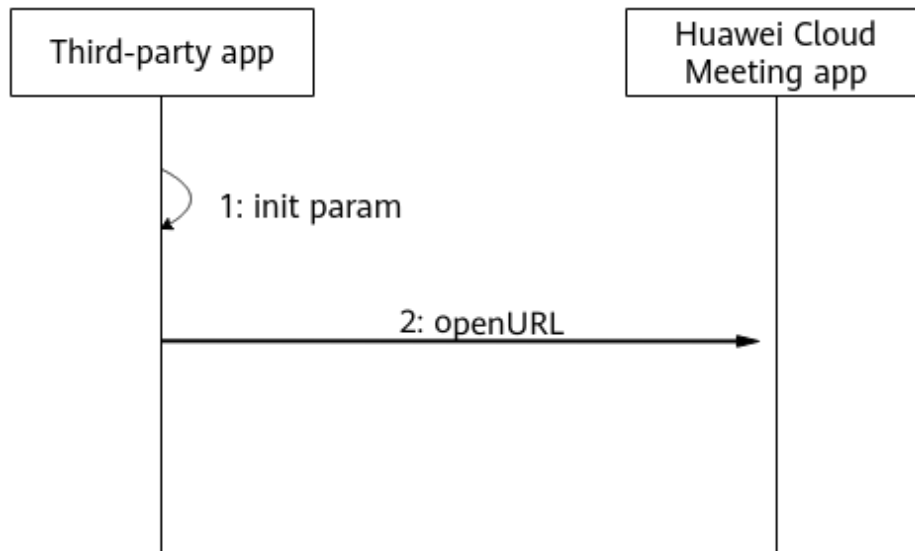 Third-party app
Huawei Cloud
Meeting app
1: init param
2: openURL